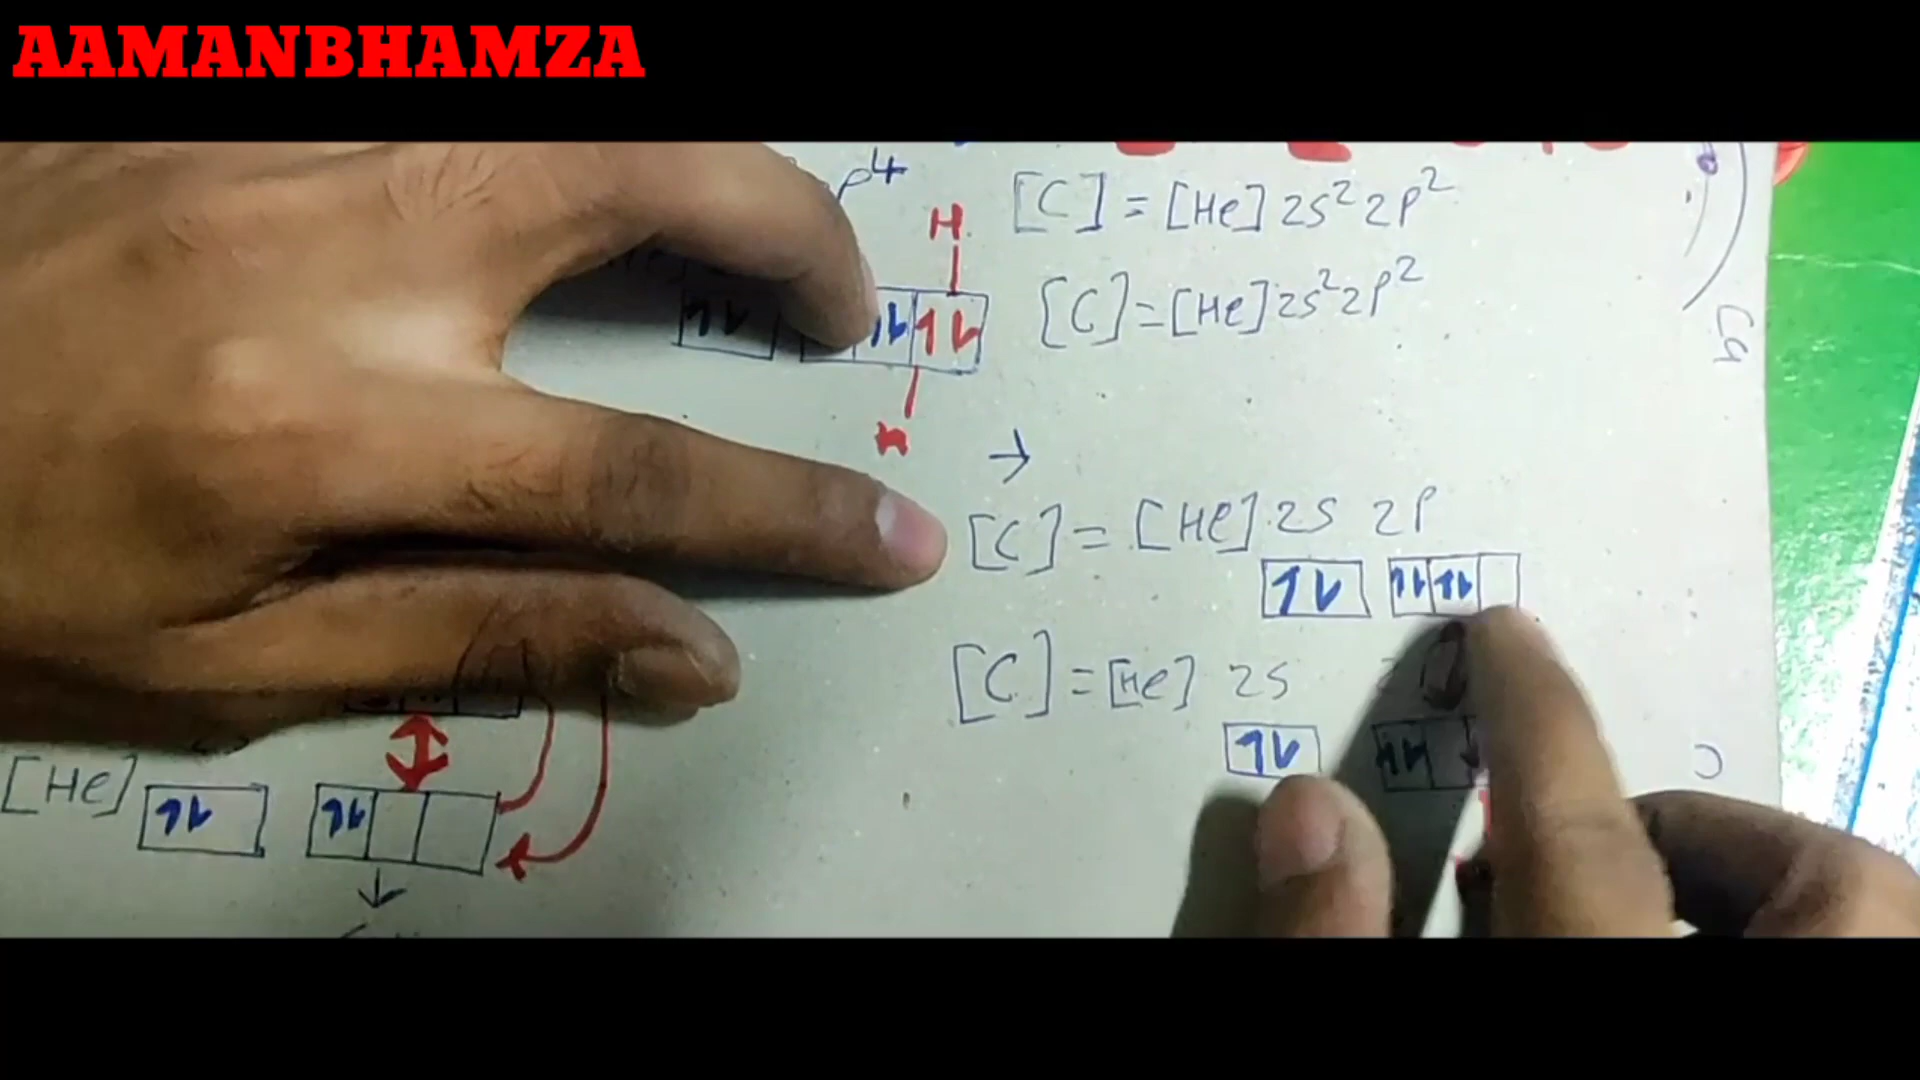 AAMANBHAMZA
P⁴
[C] = [He] 2S² 2P²
H
[C] = [He] 2S² 2P²
[C] = [He] 2S 2P
[C] = [He] 2S
[He]